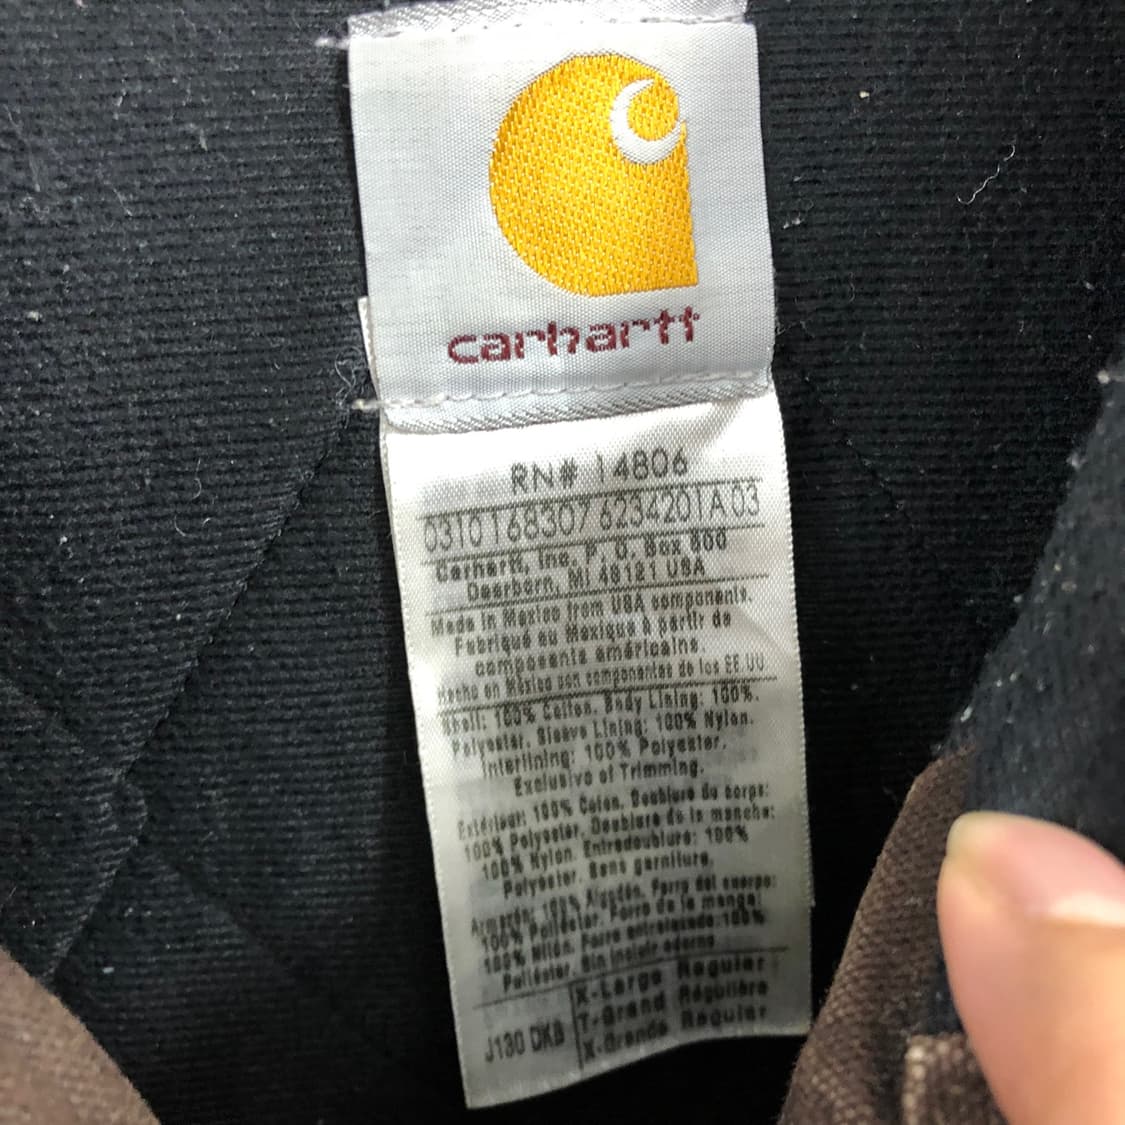 carhartt
RN# 14806
0310168307623420​1A03
Carhartt, Inc. P. O. Box 600
Dearborn, MI 48121 USA
Made in Mexico from USA components.
Fabriqué au Mexique à partir de
composants américains.
Hecho en México con componentes de los EE.UU
Shell: 100% Cotton. Body Lining: 100%.
Polyester. Sleeve Lining: 100% Nylon.
Interlining: 100% Polyester.
Exclusive of Trimming.
Extérieur: 100% Coton. Doublure du corps:
100% Polyester. Doublure de la manche:
100% Nylon. Entredoublure: 100%
Polyester. Sans garniture.
Armazón: 100% Algodón. Forro del cuerpo:
100% Poliéster. Forro de la manga:
100% Nilón. Forro entrelazado:100%
Poliéster. Sin incluir adorno
J130 DKB
X-Large Regular
T-Grand Régulière
X-Grande Regular